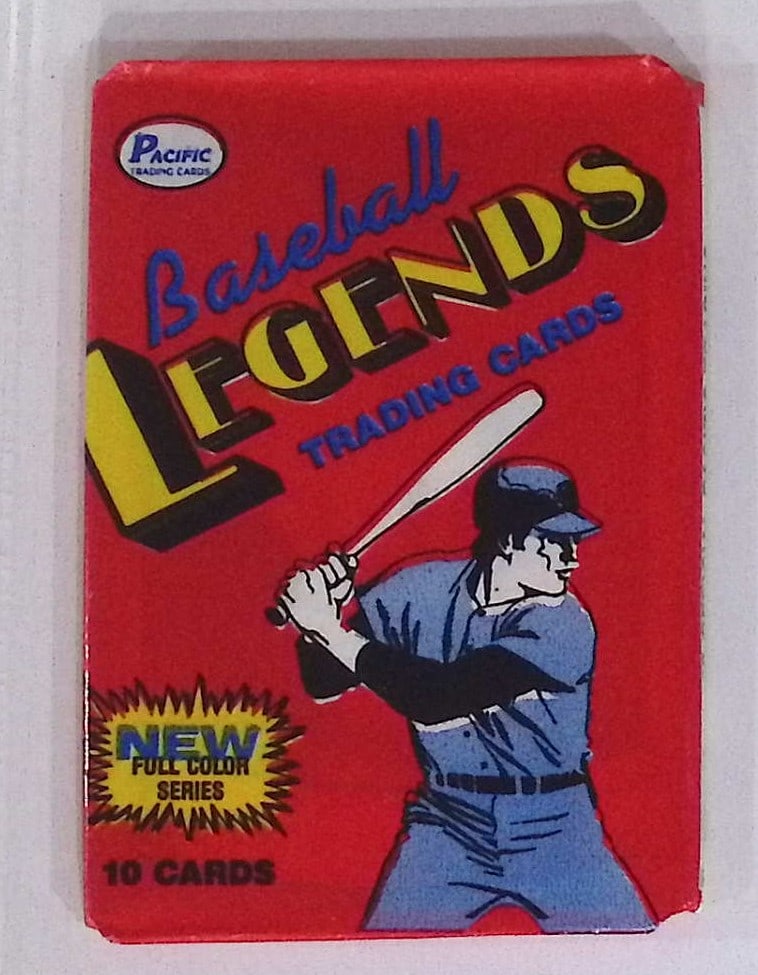 PACIFIC
TRADING CARDS
Baseball
LEGENDS
TRADING CARDS
NEW
FULL COLOR
SERIES
10 CARDS